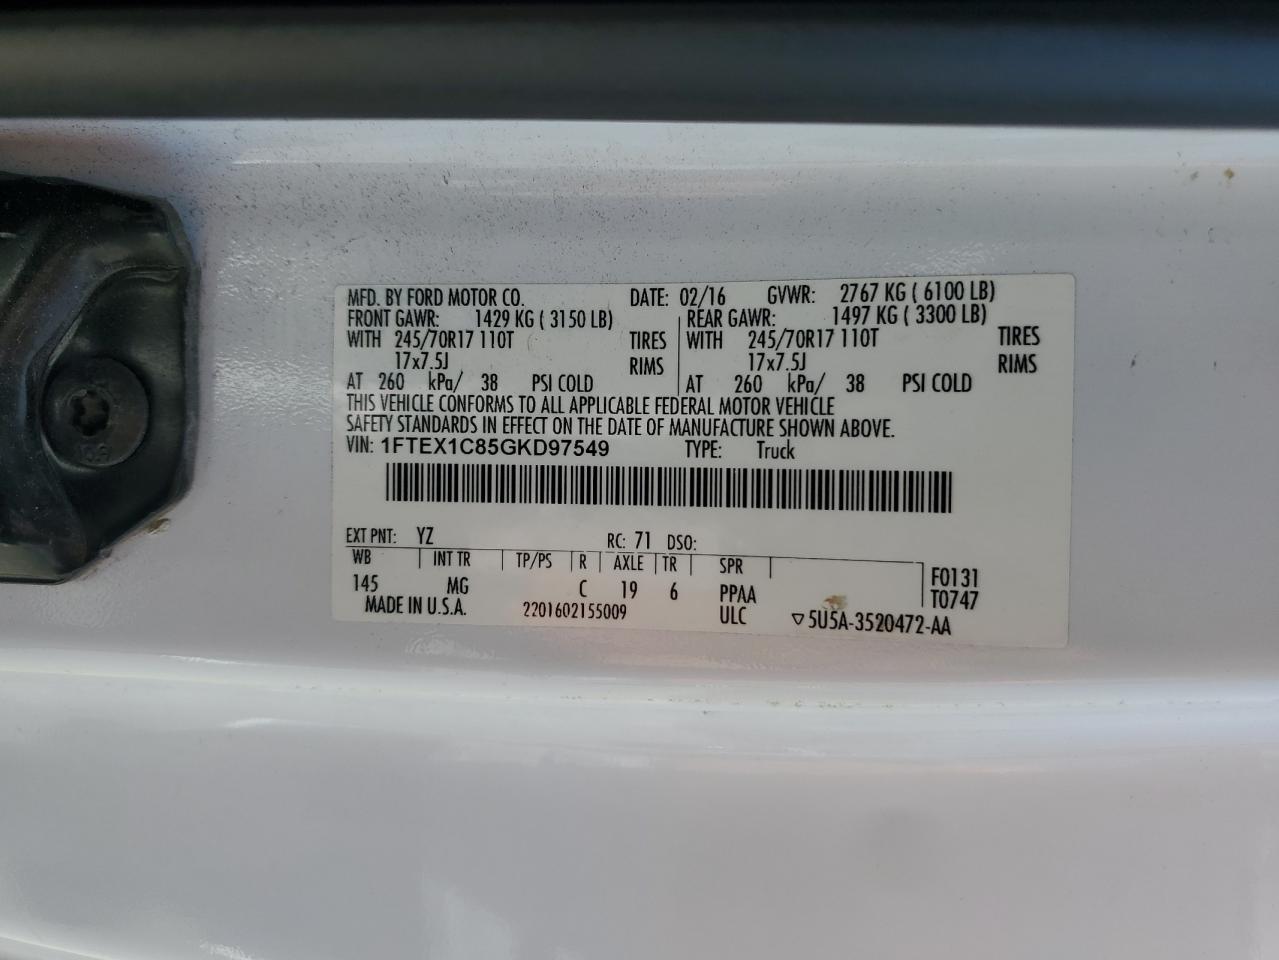 MFD. BY FORD MOTOR CO. DATE: 02/16 GVWR: 2767 KG ( 6100 LB)
FRONT GAWR: 1429 KG ( 3150 LB) REAR GAWR: 1497 KG ( 3300 LB)
WITH 245/70R17 110T TIRES WITH 245/70R17 110T TIRES
17x7.5J RIMS 17x7.5J RIMS
AT 260 kPa/ 38 PSI COLD AT 260 kPa/ 38 PSI COLD
THIS VEHICLE CONFORMS TO ALL APPLICABLE FEDERAL MOTOR VEHICLE
SAFETY STANDARDS IN EFFECT ON THE DATE OF MANUFACTURE SHOWN ABOVE.
VIN: 1FTEX1C85GKD97549 TYPE: Truck
EXT PNT: YZ RC: 71 DSO:
WB INT TR TP/PS R AXLE TR SPR F0131
145 MG C 19 6 PPAA T0747
MADE IN U.S.A. 2201602155009 ULC ▽5U5A-3520472-AA